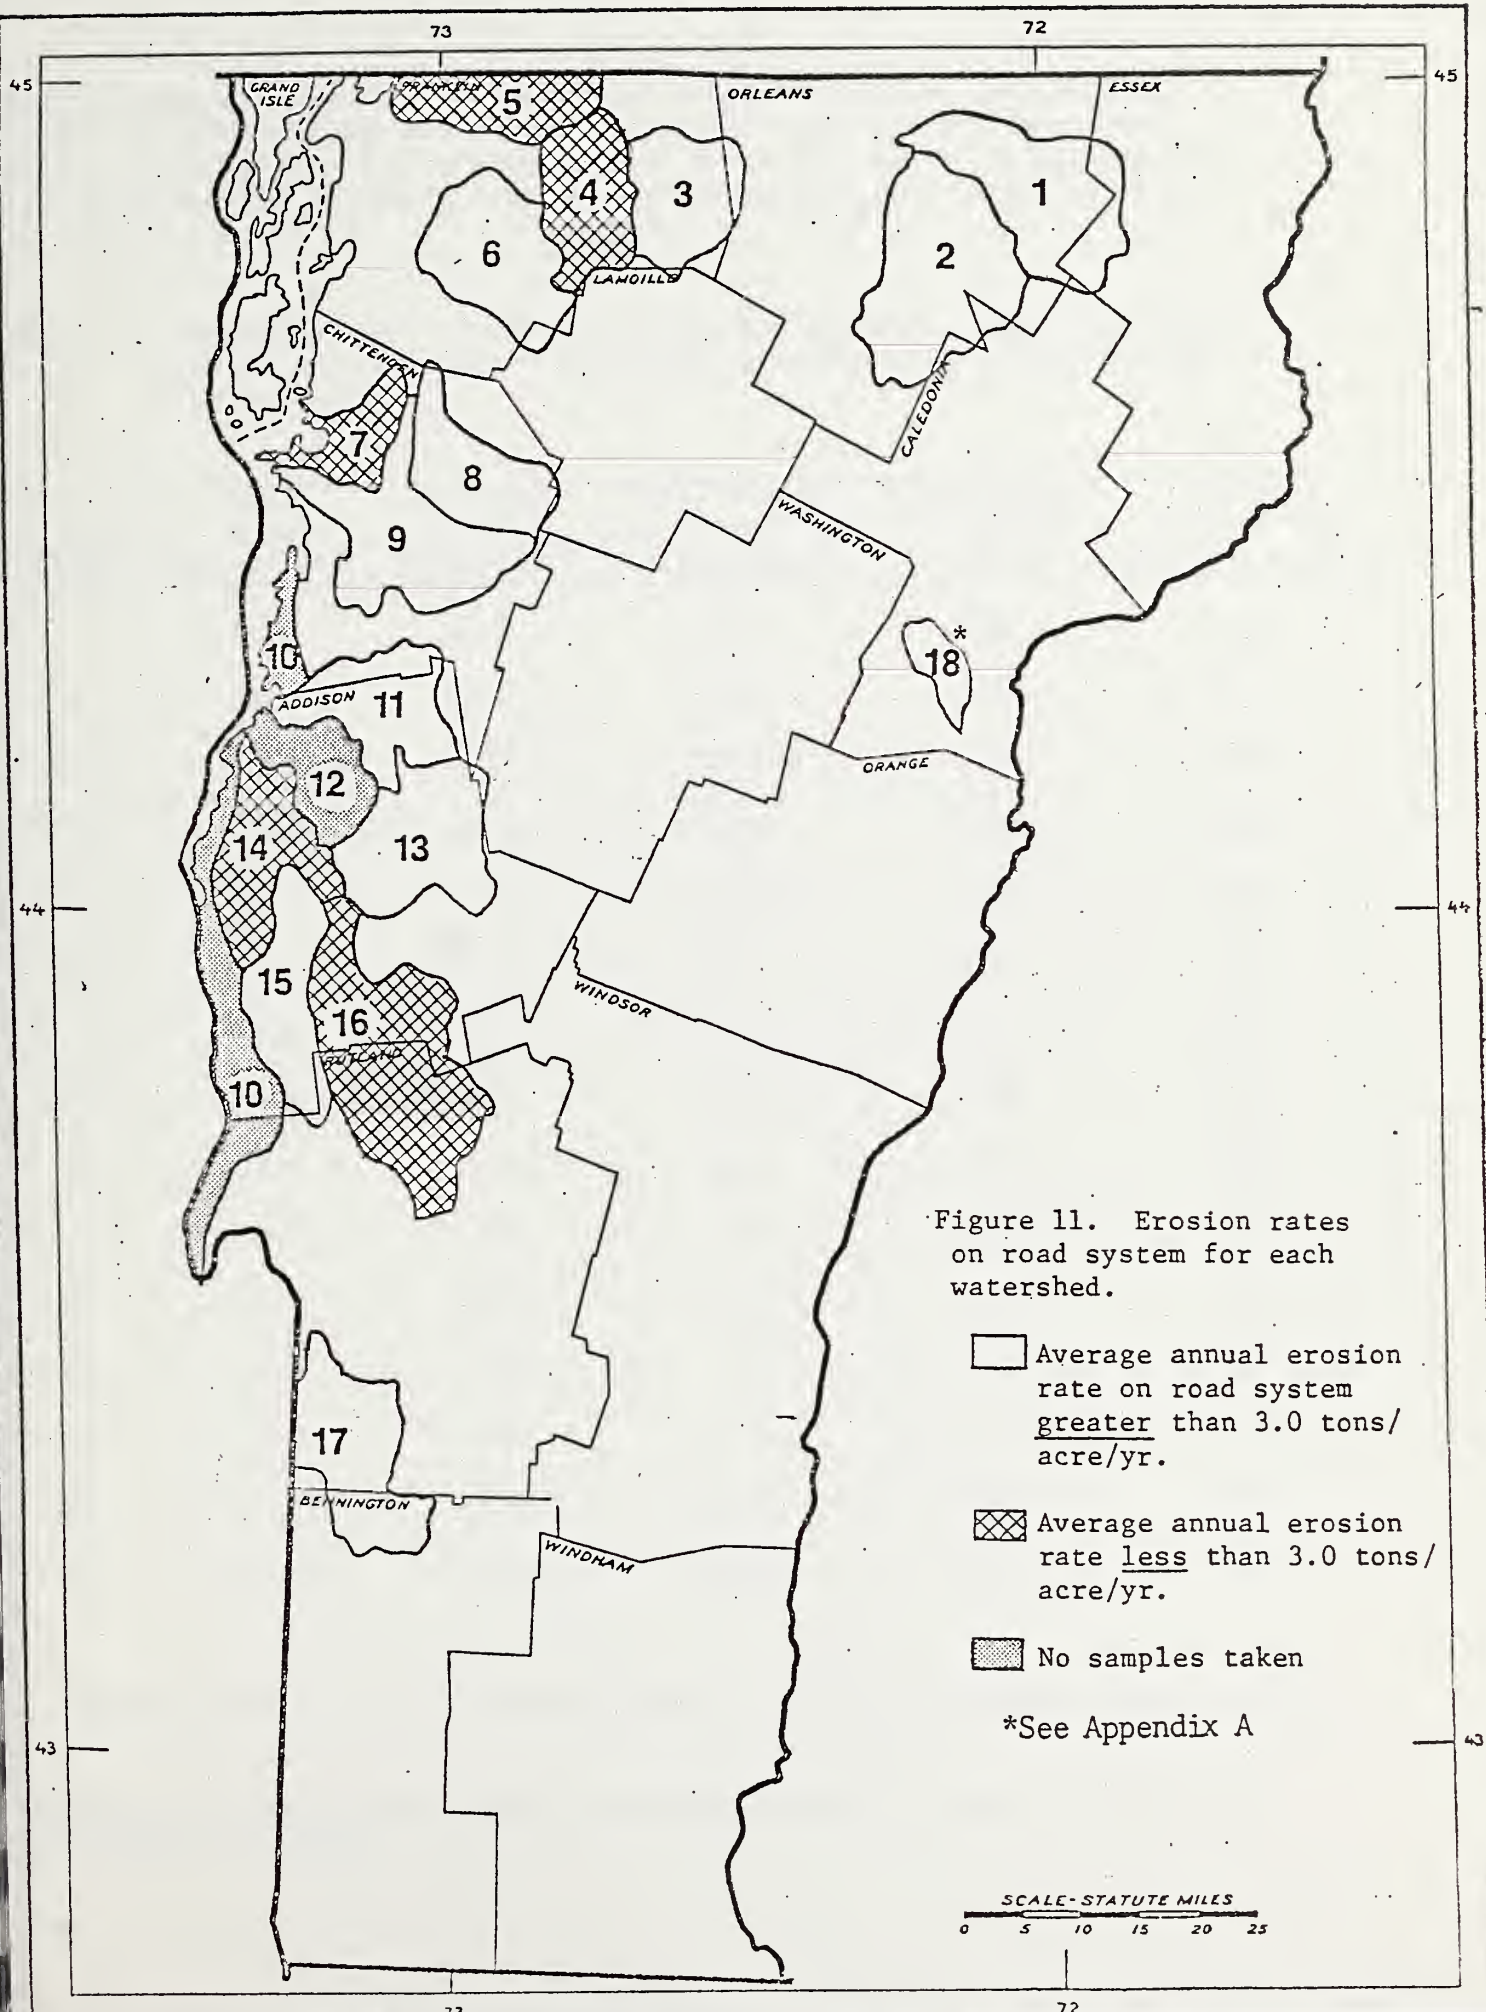 73
72
45
45
GRAND
ISLE
FRANKLIN
5
ORLEANS
ESSEX
4
3
1
6
2
LAMOILLE
CHITTENDEN
CALEDONIA
7
8
9
WASHINGTON
10
18
*
ADDISON
11
12
ORANGE
14
13
44
44
15
WINDSOR
16
RUTLAND
10
Figure 11. Erosion rates
on road system for each
watershed.
Average annual erosion
rate on road system
greater than 3.0 tons/
acre/yr.
17
BENNINGTON
WINDHAM
Average annual erosion
rate less than 3.0 tons/
acre/yr.
No samples taken
*See Appendix A
43
43
SCALE-STATUTE MILES
0 5 10 15 20 25
73
72